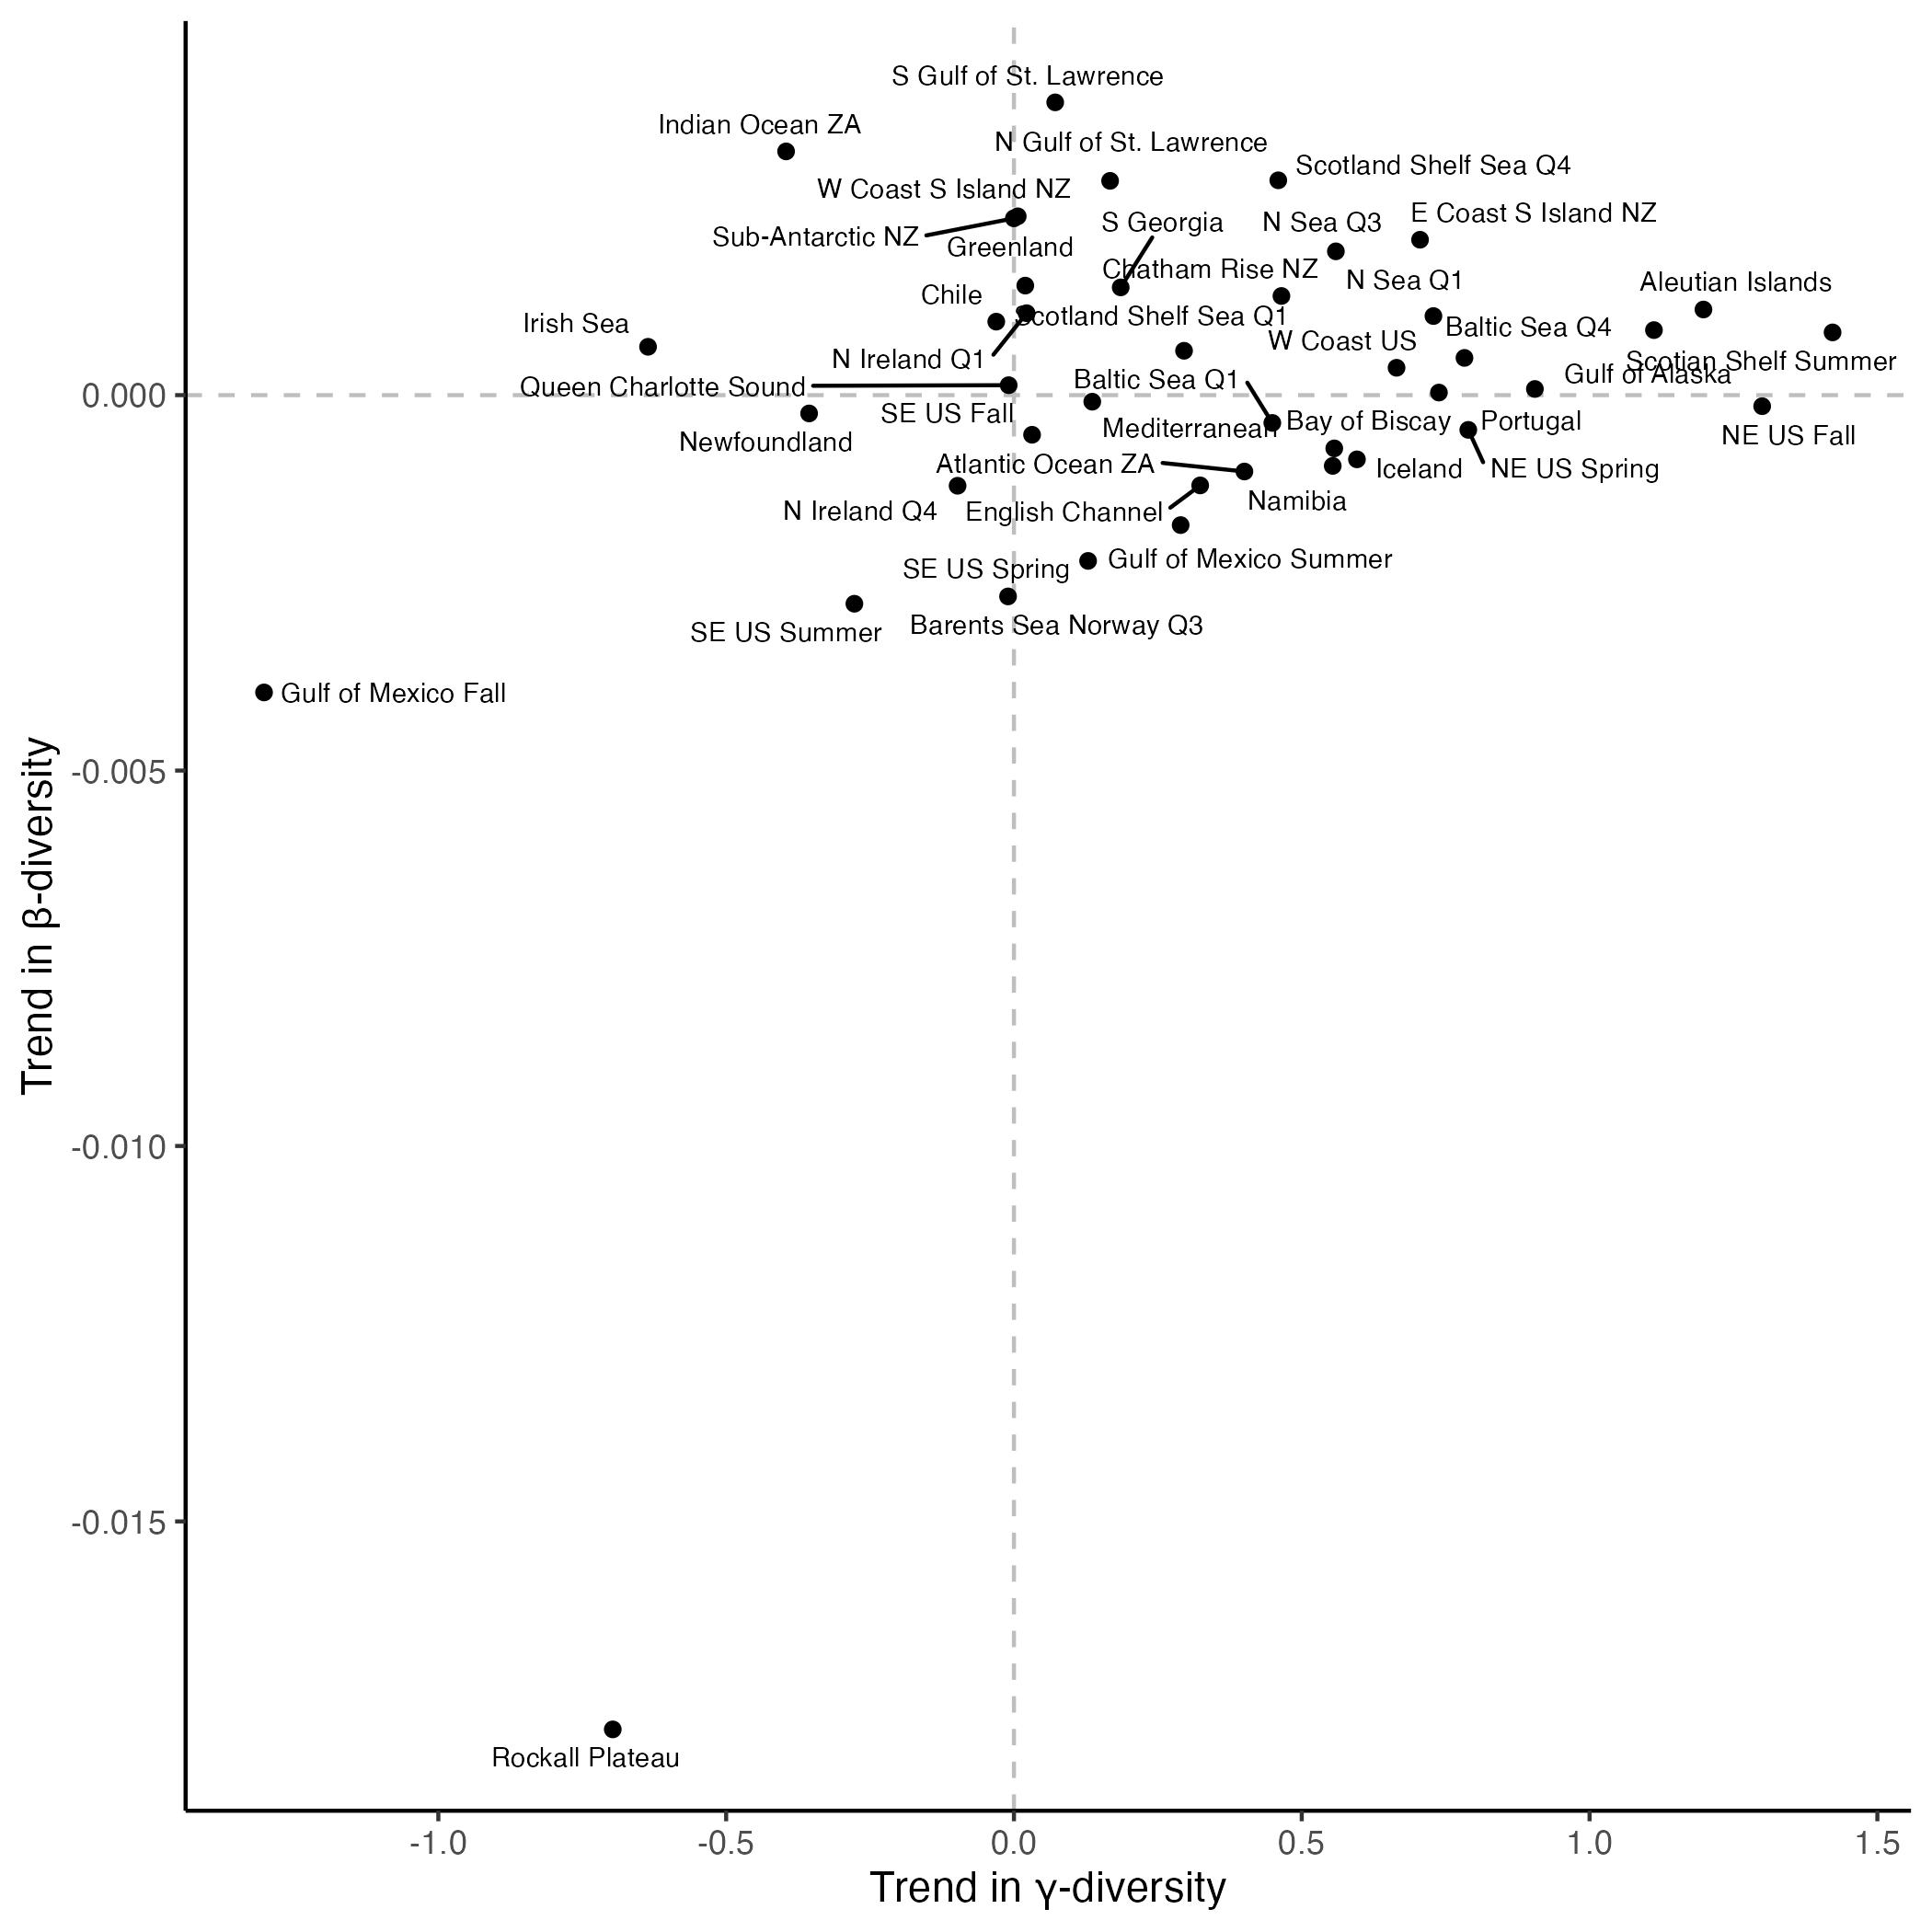 S Gulf of St. Lawrence
Indian Ocean ZA
N Gulf of St. Lawrence
Scotland Shelf Sea Q4
W Coast S Island NZ
E Coast S Island NZ
S Georgia
N Sea Q3
Sub-Antarctic NZ
Greenland
Chatham Rise NZ
N Sea Q1
Aleutian Islands
Chile
Scotland Shelf Sea Q1
Irish Sea
Baltic Sea Q4
W Coast US
N Ireland Q1
Scotian Shelf Summer
Gulf of Alaska
Baltic Sea Q1
Queen Charlotte Sound
0.000
SE US Fall
Bay of Biscay
Portugal
Mediterranean
NE US Fall
Newfoundland
Atlantic Ocean ZA
Iceland
NE US Spring
Namibia
N Ireland Q4
English Channel
Gulf of Mexico Summer
SE US Spring
Barents Sea Norway Q3
SE US Summer
Gulf of Mexico Fall
-0.005
-0.010
-0.015
Trend in β-diversity
Rockall Plateau
-1.0
-0.5
0.0
0.5
1.0
1.5
Trend in γ-diversity